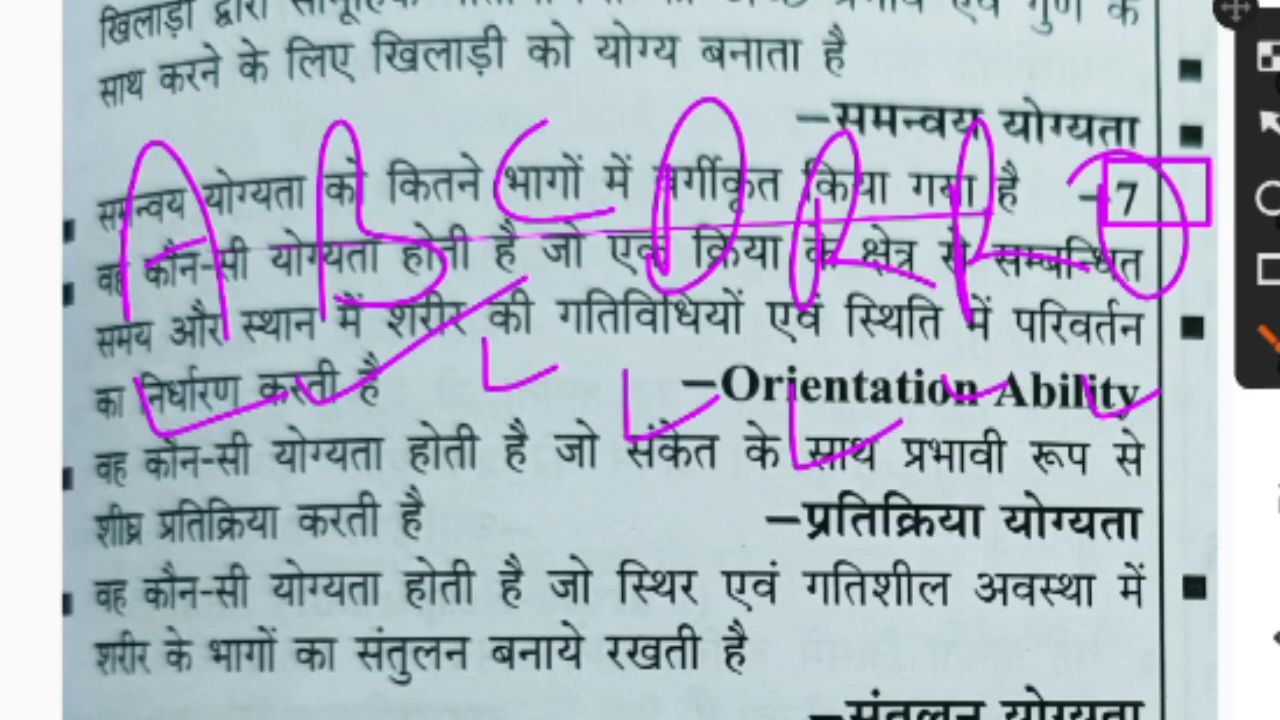 खिलाड़ी द्वारा एवं गुण के
साथ करने के लिए खिलाड़ी को योग्य बनाता है
–समन्वय योग्यता
समन्वय योग्यता को कितने भागों में वर्गीकृत किया गया है –7
वह कौन-सी योग्यता होती है जो एक क्रिया के क्षेत्र से सम्बन्धित
समय और स्थान में शरीर की गतिविधियों एवं स्थिति में परिवर्तन
का निर्धारण करती है –Orientation Ability
वह कौन-सी योग्यता होती है जो संकेत के साथ प्रभावी रूप से
शीघ्र प्रतिक्रिया करती है –प्रतिक्रिया योग्यता
वह कौन-सी योग्यता होती है जो स्थिर एवं गतिशील अवस्था में
शरीर के भागों का संतुलन बनाये रखती है
–संतुलन योग्यता
A B C D R R